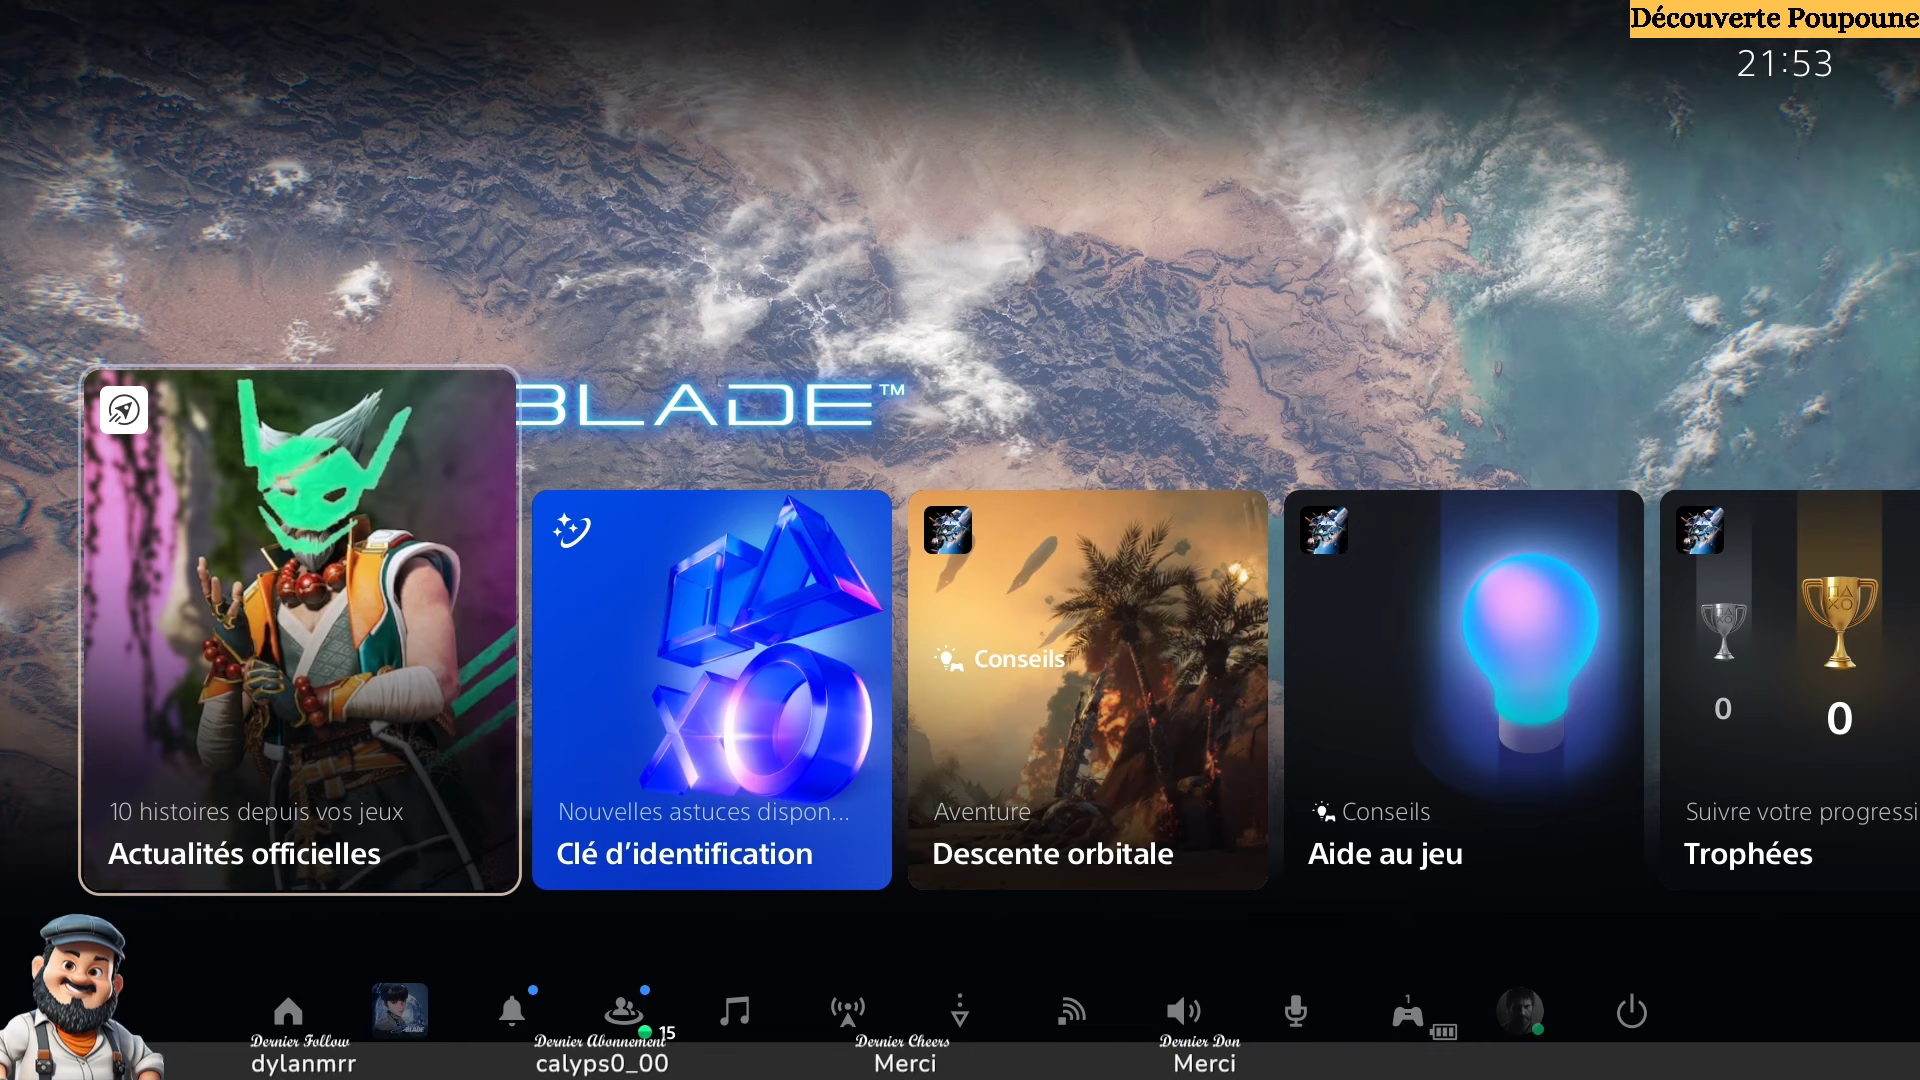 Découverte Poupoune
21:53
BLADE™
10 histoires depuis vos jeux
Actualités officielles
Nouvelles astuces dispon...
Clé d'identification
Conseils
Aventure
Descente orbitale
Conseils
Aide au jeu
0
0
Suivre votre progressi
Trophées
1
15
Dernier Follow
dylanmrr
Dernier Abonnement
calyps0_00
Dernier Cheers
Merci
Dernier Don
Merci